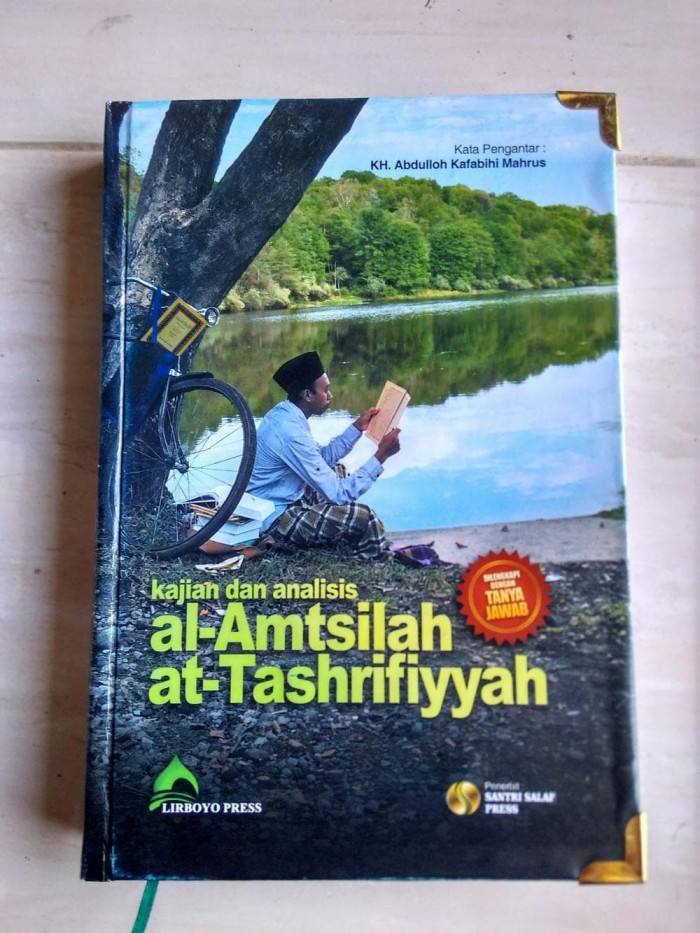 Kata Pengantar :
KH. Abdulloh Kafabihi Mahrus
kajian dan analisis
al-Amtsilah
at-Tashrifiyyah
DILENGKAPI
DENGAN
TANYA
JAWAB
LIRBOYO PRESS
Penerbit
SANTRI SALAF
PRESS